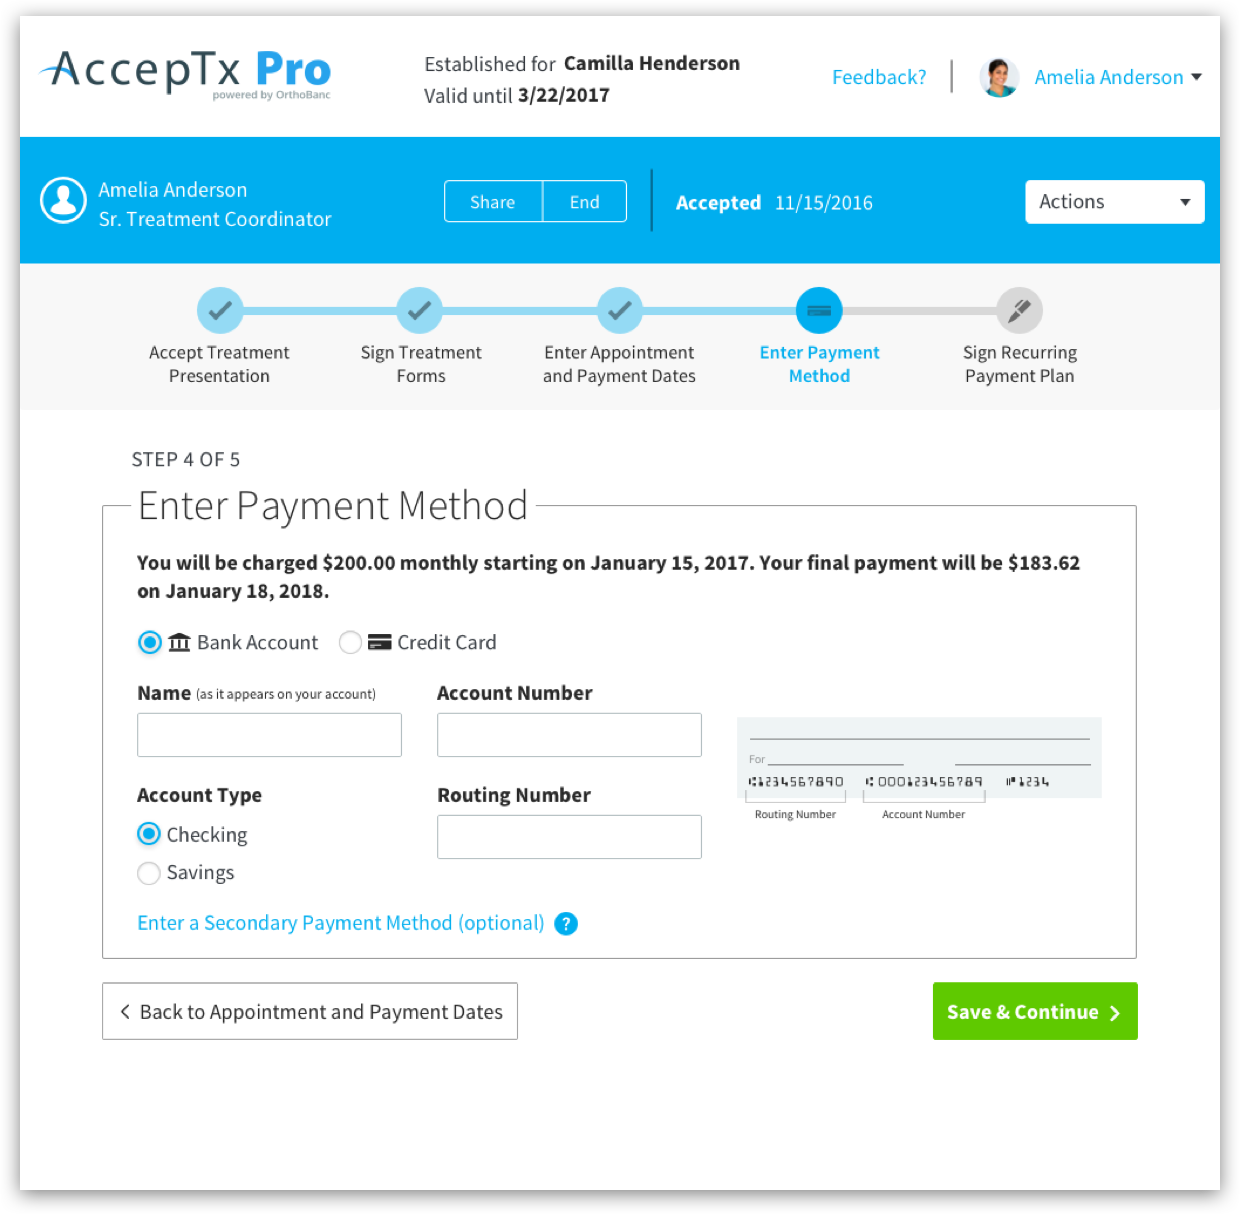 AccepTx Pro
powered by OrthoBanc
Established for Camilla Henderson
Valid until 3/22/2017
Feedback?
Amelia Anderson
Amelia Anderson
Sr. Treatment Coordinator
Share
End
Accepted 11/15/2016
Actions
Accept Treatment
Presentation
Sign Treatment
Forms
Enter Appointment
and Payment Dates
Enter Payment
Method
Sign Recurring
Payment Plan
STEP 4 OF 5
Enter Payment Method
You will be charged $200.00 monthly starting on January 15, 2017. Your final payment will be $183.62
on January 18, 2018.
Bank Account
Credit Card
Name (as it appears on your account)
Account Number
For
⑆1234567890 ⑆000123456789 ⑈1234
Routing Number
Account Number
Account Type
Checking
Savings
Routing Number
Enter a Secondary Payment Method (optional) ?
< Back to Appointment and Payment Dates
Save & Continue >